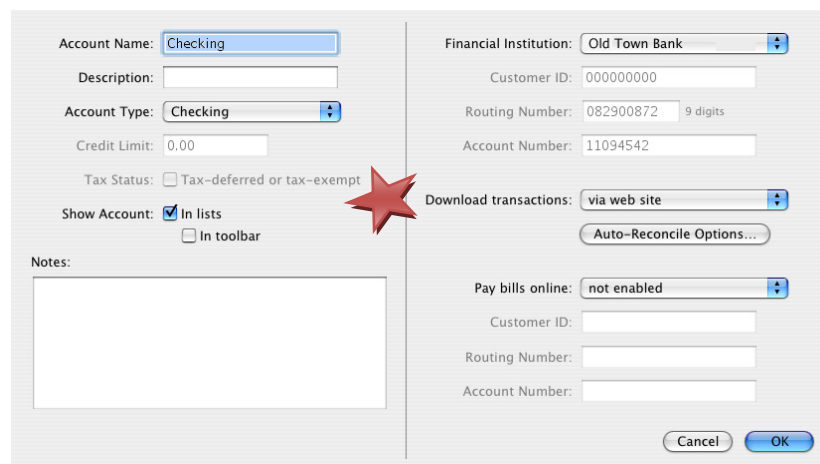 Account Name: Checking
Description:
Account Type: Checking
Credit Limit: 0.00
Tax Status: Tax-deferred or tax-exempt
Show Account: In lists
In toolbar
Notes:
Financial Institution: Old Town Bank
Customer ID: 000000000
Routing Number: 082900872 9 digits
Account Number: 11094542
Download transactions: via web site
Auto-Reconcile Options...
Pay bills online: not enabled
Customer ID:
Routing Number:
Account Number:
Cancel OK